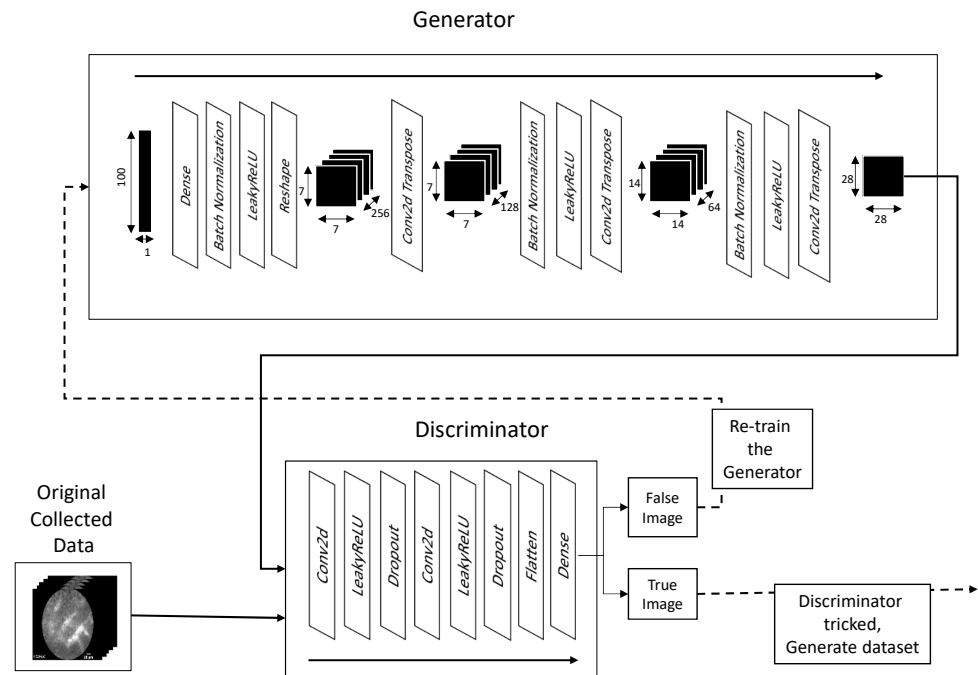 Generator
100
1
Dense
Batch Normalization
LeakyReLU
Reshape
7
7
256
Conv2d Transpose
7
7
128
Batch Normalization
LeakyReLU
Conv2d Transpose
14
14
64
Batch Normalization
LeakyReLU
Conv2d Transpose
28
28
Discriminator
Re-train
the
Generator
Original
Collected
Data
Conv2d
LeakyReLU
Dropout
Conv2d
LeakyReLU
Dropout
Flatten
Dense
False
Image
True
Image
Discriminator
tricked,
Generate dataset